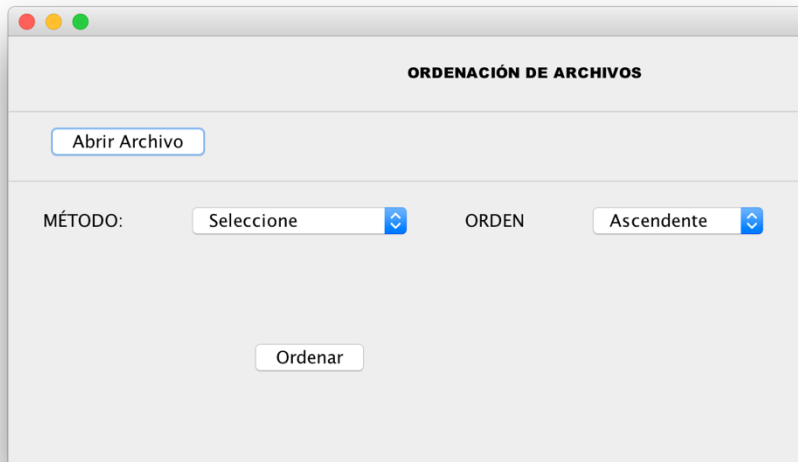 ORDENACIÓN DE ARCHIVOS
Abrir Archivo
MÉTODO: Seleccione ORDEN Ascendente
Ordenar